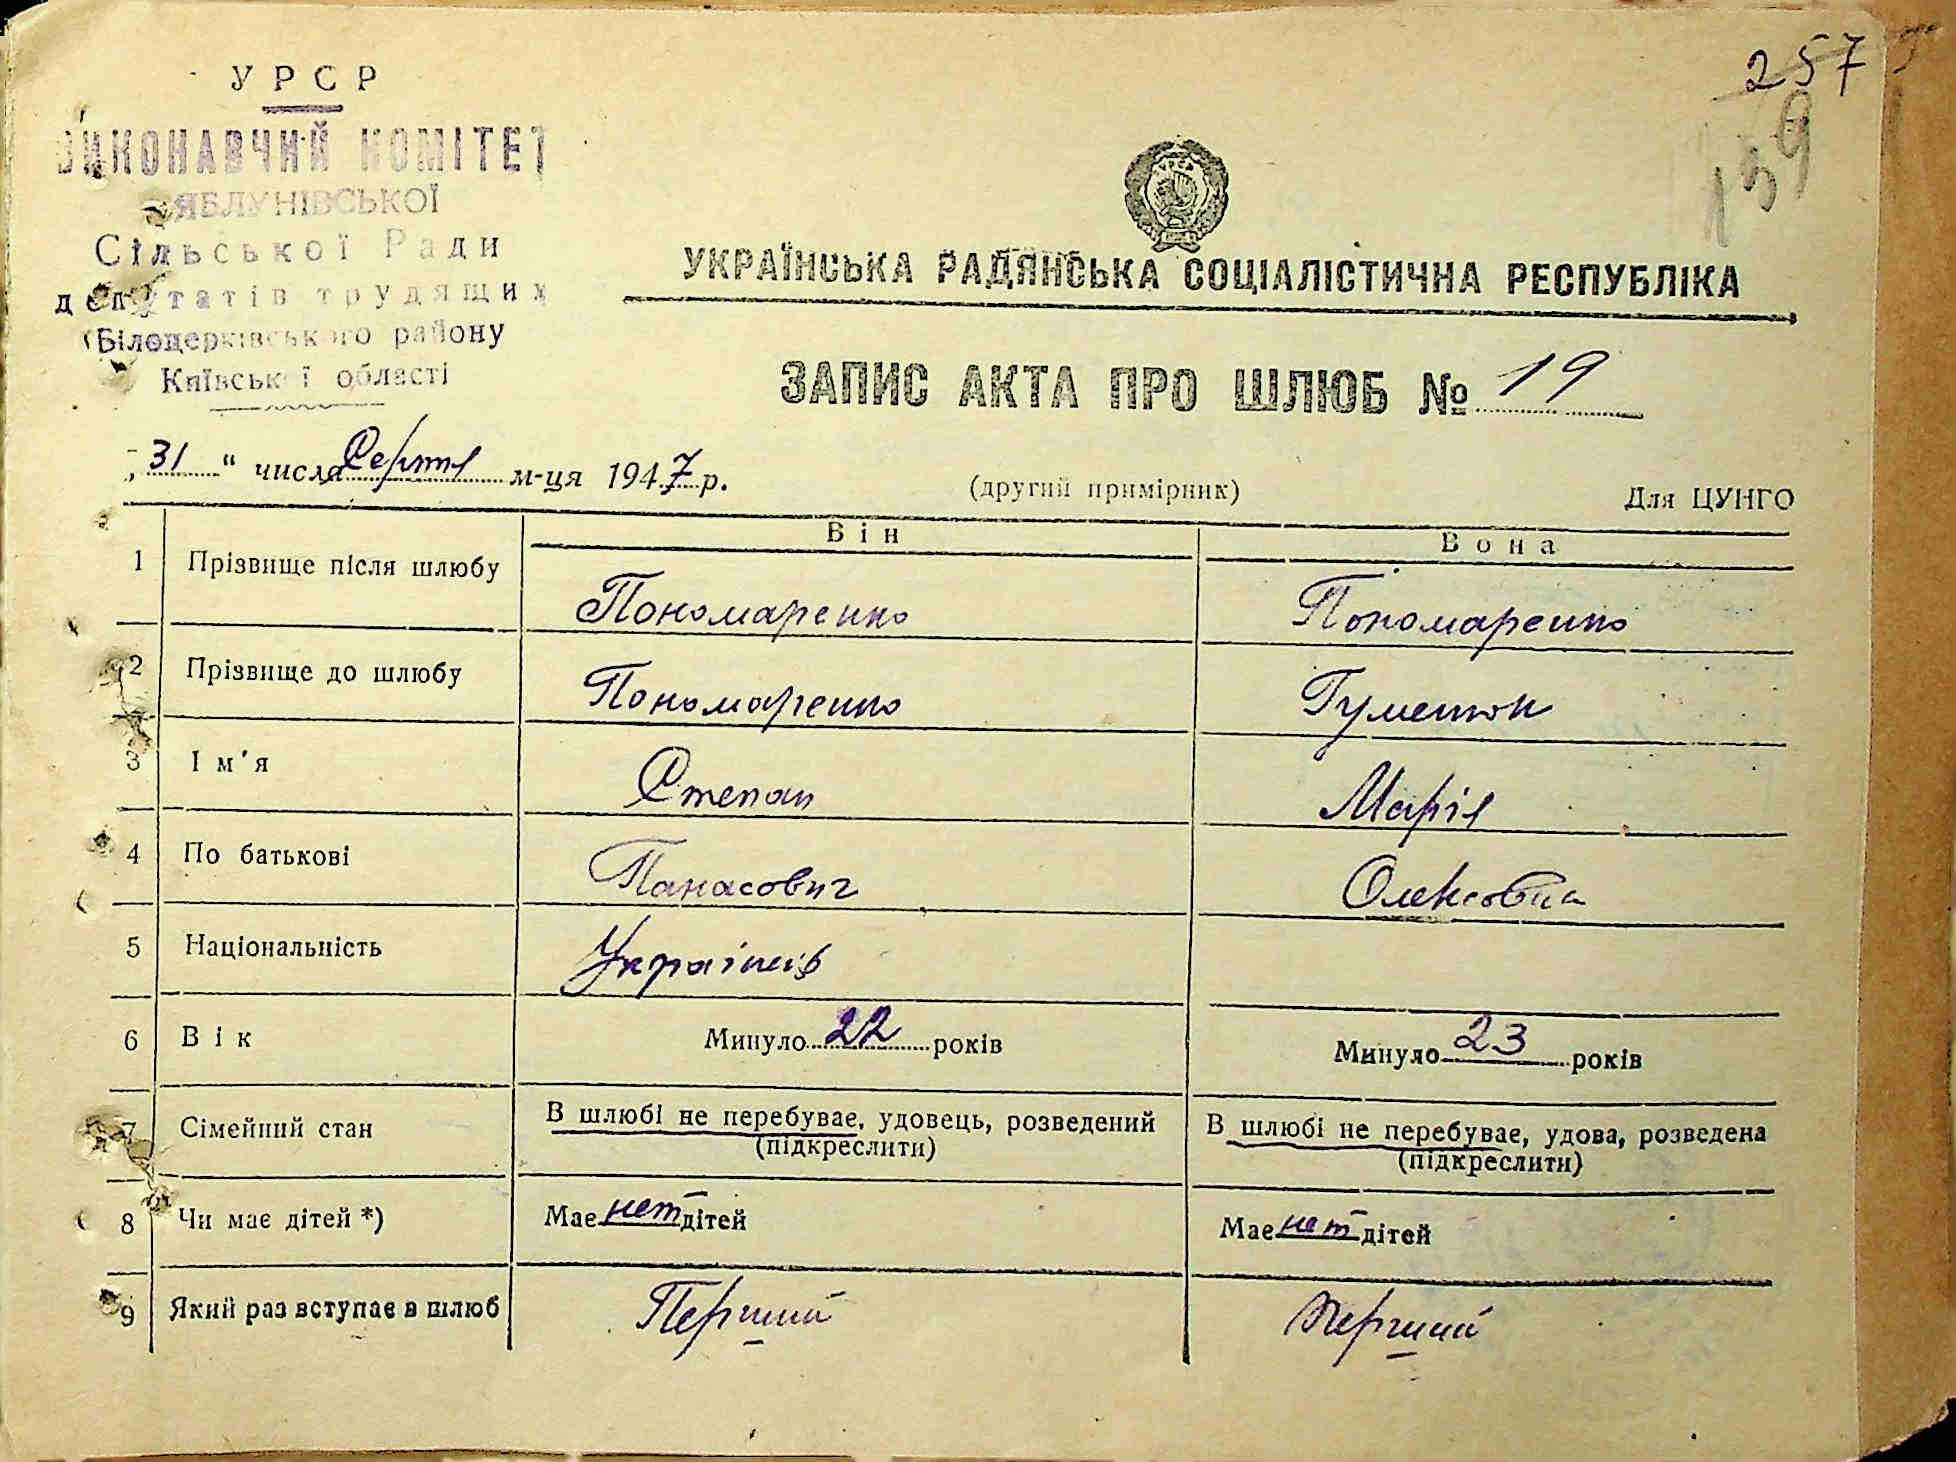 257
139
УРСР
ВИКОНАВЧИЙ КОМІТЕТ
ЯБЛУНІВСЬКОЇ
Сільської Ради
депутатів трудящих
Білоцерківського району
Київської області
УКРАЇНСЬКА РАДЯНСЬКА СОЦІАЛІСТИЧНА РЕСПУБЛІКА
ЗАПИС АКТА ПРО ШЛЮБ № 19
„31“ числа м-ця 1947 р.
(другий примірник)
Для ЦУНГО
Він Вона
1 Прізвище після шлюбу Пономаренко Пономаренко
2 Прізвище до шлюбу Пономаренко Гуменюк
3 Ім'я Степан Марія
4 По батькові Панасович Олексовна
5 Національність Українців
6 Вік Минуло 22 років Минуло 23 років
7 Сімейний стан В шлюбі не перебуває, удовець, розведений В шлюбі не перебуває, удова, розведена
(підкреслити) (підкреслити)
8 Чи має дітей *) Має нет дітей Має нет дітей
9 Який раз вступає в шлюб Перший Перший